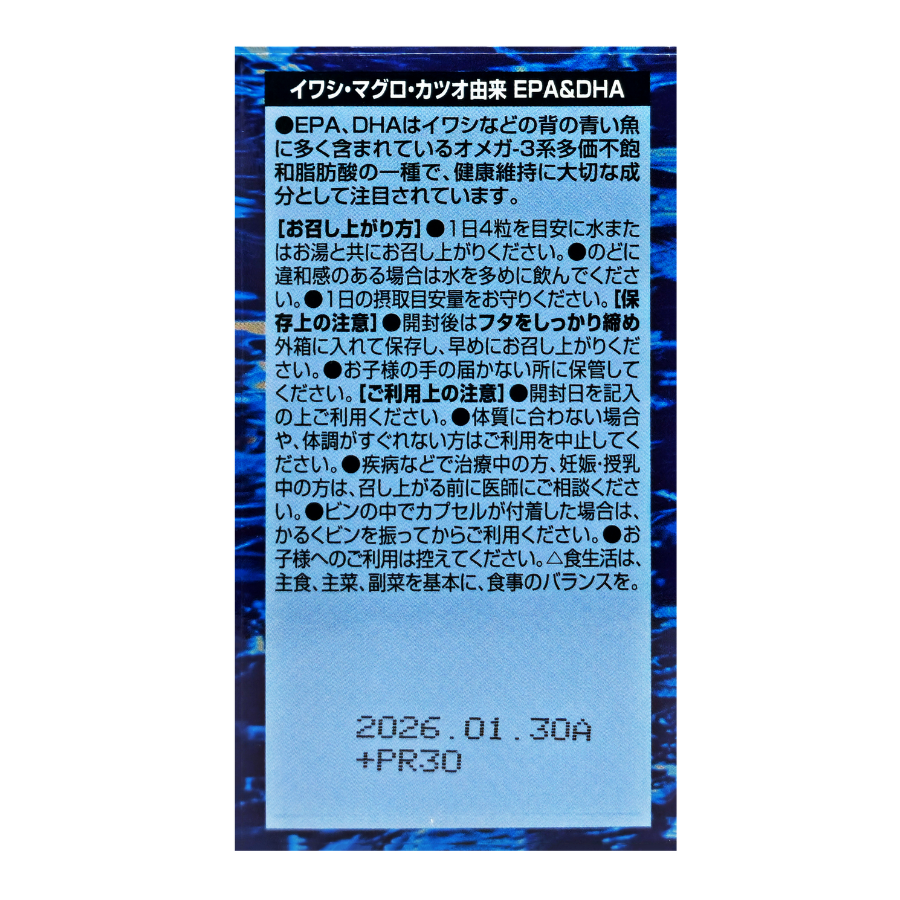 イワシ・マグロ・カツオ由来 EPA&DHA
●EPA、DHAはイワシなどの背の青い魚
に多く含まれているオメガ-3系多価不飽
和脂肪酸の一種で、健康維持に大切な成
分として注目されています。
[お召し上がり方]●1日4粒を目安に水また
はお湯と共にお召し上がりください。●のどに
違和感のある場合は水を多めに飲んでくださ
い。●1日の摂取目安量をお守りください。[保
存上の注意]●開封後はフタをしっかり締め
外箱に入れて保存し、早めにお召し上がりくだ
さい。●お子様の手の届かない所に保管して
ください。[ご利用上の注意]●開封日を記入
の上ご利用ください。●体質に合わない場合
や、体調がすぐれない方はご利用を中止してく
ださい。●疾病などで治療中の方、妊娠・授乳
中の方は、召し上がる前に医師にご相談くださ
い。●ビンの中でカプセルが付着した場合は、
かるくビンを振ってからご利用ください。●お
子様へのご利用は控えてください。△食生活は、
主食、主菜、副菜を基本に、食事のバランスを。
2026.01.30A
+PR30